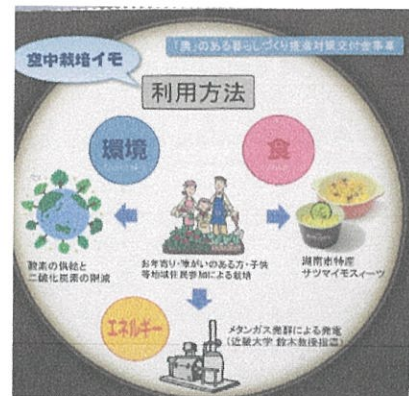 「農」のある暮らしづくり推進対策交付金事業
空中栽培イモ
利用方法
環境
食
酸素の供給と
二酸化炭素の削減
お年寄り・障がいのある方・子供
等地域住民参加による栽培
湖南市特産
サツマイモスィーツ
エネルギー
メタンガス発酵による発電
(近畿大学 鈴木教授指導)